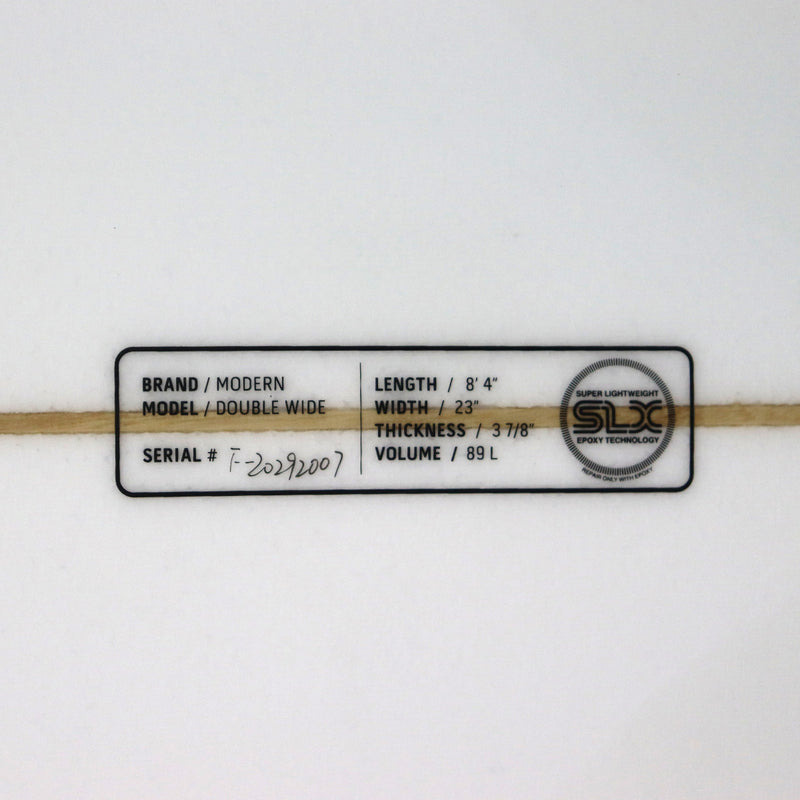 BRAND / MODERN
MODEL / DOUBLE WIDE
SERIAL # F-20292007
LENGTH / 8' 4"
WIDTH / 23"
THICKNESS / 3 7/8"
VOLUME / 89 L
SUPER LIGHTWEIGHT
SLX
EPOXY TECHNOLOGY
REPAIR ONLY WITH EPOXY